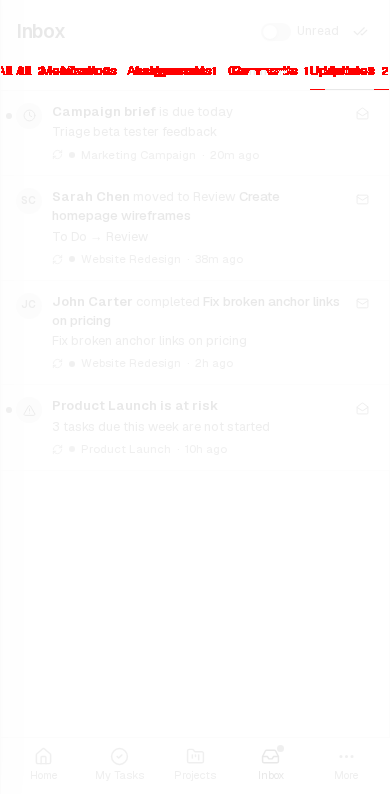 Inbox
Unread
Campaign brief is due today
Triage beta tester feedback
Marketing Campaign · 20m ago
SC
Sarah Chen moved to Review Create
homepage wireframes
To Do → Review
Website Redesign · 38m ago
JC
John Carter completed Fix broken anchor links
on pricing
Fix broken anchor links on pricing
Website Redesign · 2h ago
Product Launch is at risk
3 tasks due this week are not started
Product Launch · 10h ago
Home
My Tasks
Projects
Inbox
More